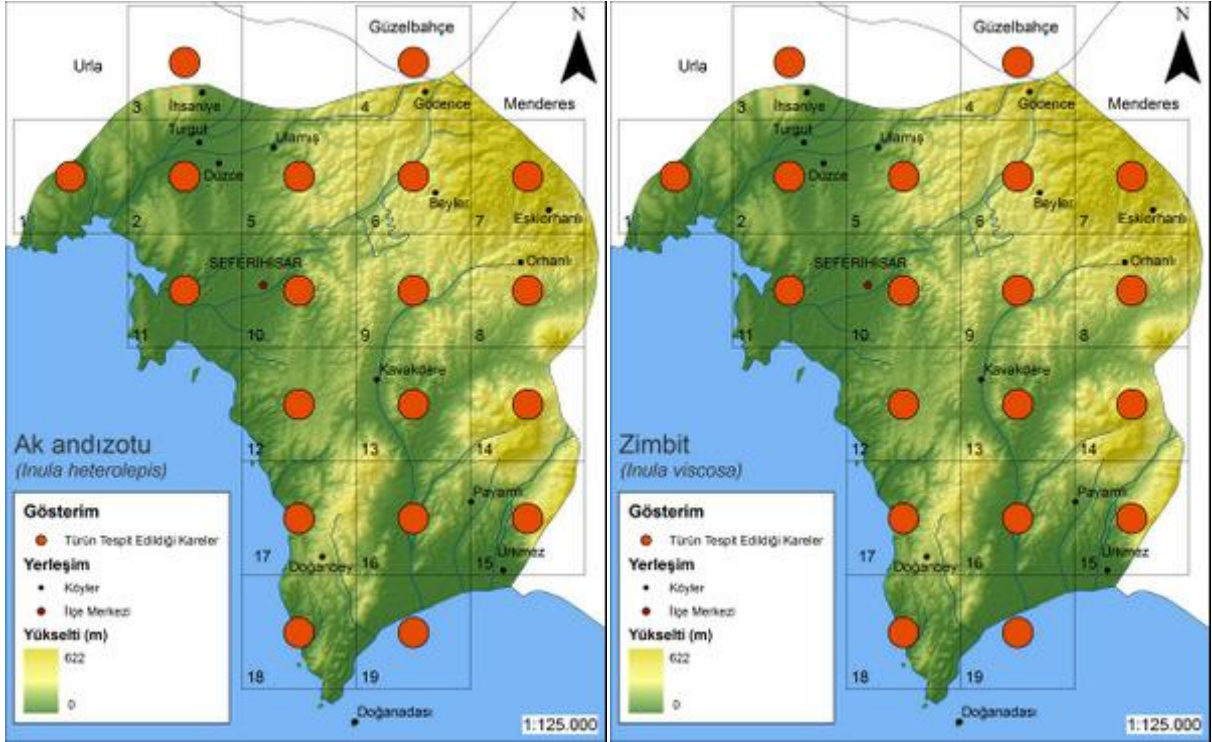 Güzelbahçe
N
Urla
Menderes
3
İhsaniye
4
Gödence
Turgut
Ulamış
Düzce
Beyler
Eskiorhanlı
1
2
5
6
7
SEFERİHİSAR
Orhanlı
11
10
9
8
Kavakdere
Ak andızotu
(Inula heterolepis)
12
13
14
Payamlı
Gösterim
Türün Tespit Edildiği Kareler
Yerleşim
Köyler
İlçe Merkezi
Yükselti (m)
622
0
17
Doğanbey
16
15
Ürkmez
18
19
Doğanadası
1:125.000
Güzelbahçe
N
Urla
Menderes
3
İhsaniye
4
Gödence
Turgut
Ulamış
Düzce
Beyler
Eskiorhanlı
1
2
5
6
7
SEFERİHİSAR
Orhanlı
11
10
9
8
Kavakdere
Zimbit
(Inula viscosa)
12
13
14
Payamlı
Gösterim
Türün Tespit Edildiği Kareler
Yerleşim
Köyler
İlçe Merkezi
Yükselti (m)
622
0
17
Doğanbey
16
15
Ürkmez
18
19
Doğanadası
1:125.000